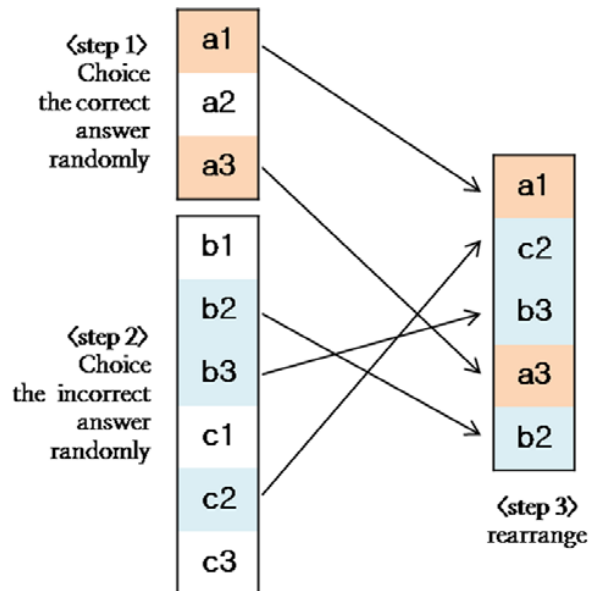 〈step 1〉
Choice
the correct
answer
randomly
a1
a2
a3
〈step 2〉
Choice
the incorrect
answer
randomly
b1
b2
b3
c1
c2
c3
a1
c2
b3
a3
b2
〈step 3〉
rearrange